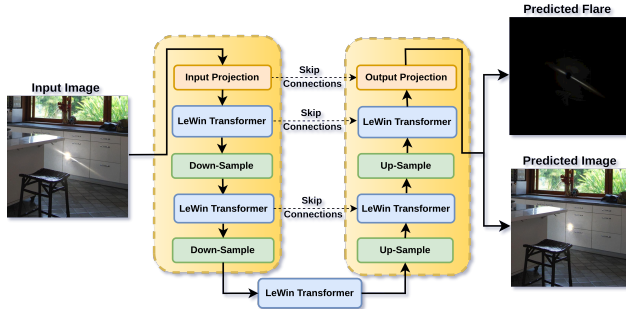 Predicted Flare
Input Image
Input Projection
Skip
Connections
Output Projection
LeWin Transformer
Skip
Connections
LeWin Transformer
Down-Sample
Up-Sample
Predicted Image
LeWin Transformer
Skip
Connections
LeWin Transformer
Down-Sample
Up-Sample
LeWin Transformer